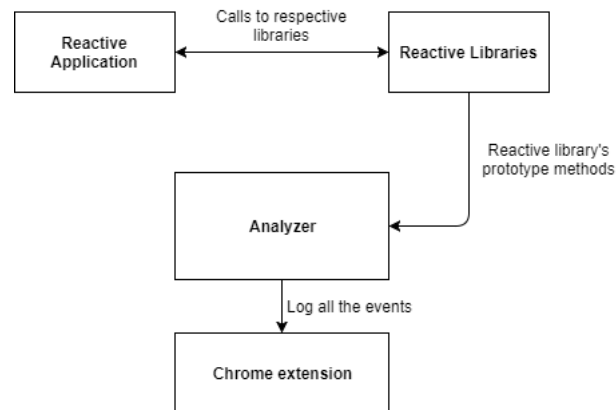 Calls to respective
libraries
Reactive
Application
Reactive Libraries
Reactive library's
prototype methods
Analyzer
Log all the events
Chrome extension